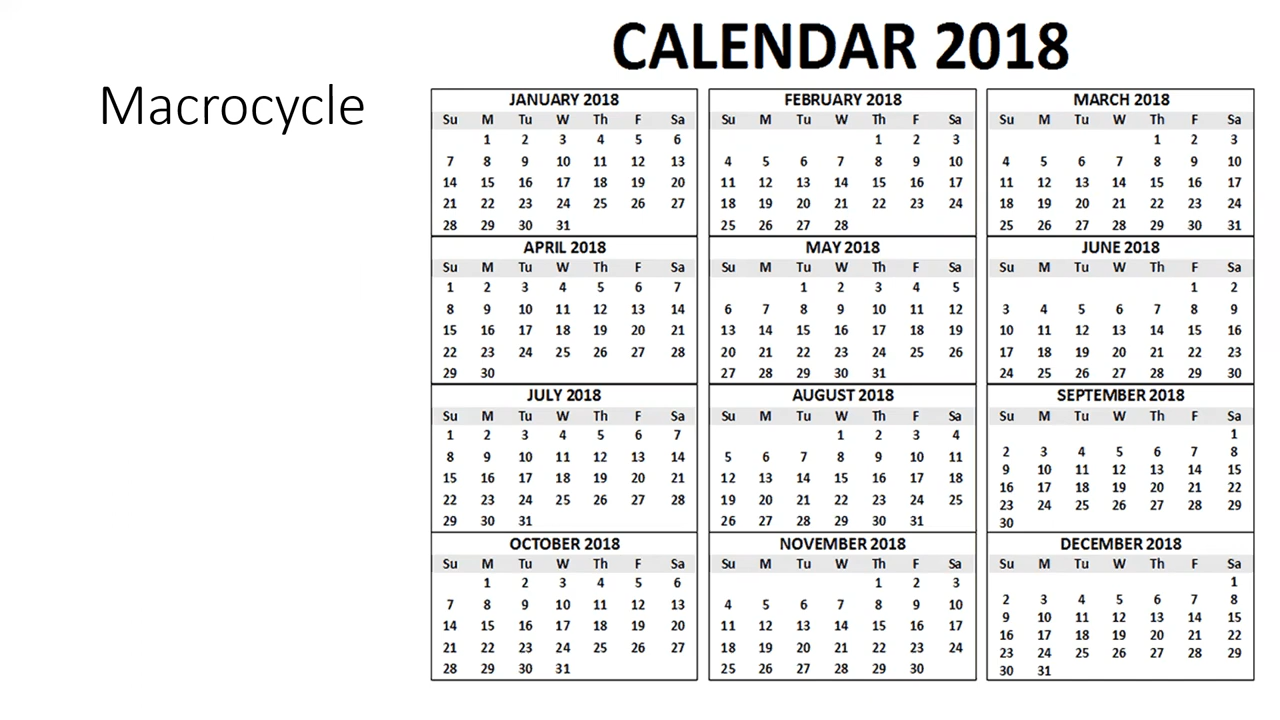 Macrocycle
CALENDAR 2018
JANUARY 2018
Su M Tu W Th F Sa
1 2 3 4 5 6
7 8 9 10 11 12 13
14 15 16 17 18 19 20
21 22 23 24 25 26 27
28 29 30 31
FEBRUARY 2018
Su M Tu W Th F Sa
1 2 3
4 5 6 7 8 9 10
11 12 13 14 15 16 17
18 19 20 21 22 23 24
25 26 27 28
MARCH 2018
Su M Tu W Th F Sa
1 2 3
4 5 6 7 8 9 10
11 12 13 14 15 16 17
18 19 20 21 22 23 24
25 26 27 28 29 30 31
APRIL 2018
Su M Tu W Th F Sa
1 2 3 4 5 6 7
8 9 10 11 12 13 14
15 16 17 18 19 20 21
22 23 24 25 26 27 28
29 30
MAY 2018
Su M Tu W Th F Sa
1 2 3 4 5
6 7 8 9 10 11 12
13 14 15 16 17 18 19
20 21 22 23 24 25 26
27 28 29 30 31
JUNE 2018
Su M Tu W Th F Sa
1 2
3 4 5 6 7 8 9
10 11 12 13 14 15 16
17 18 19 20 21 22 23
24 25 26 27 28 29 30
JULY 2018
Su M Tu W Th F Sa
1 2 3 4 5 6 7
8 9 10 11 12 13 14
15 16 17 18 19 20 21
22 23 24 25 26 27 28
29 30 31
AUGUST 2018
Su M Tu W Th F Sa
1 2 3 4
5 6 7 8 9 10 11
12 13 14 15 16 17 18
19 20 21 22 23 24 25
26 27 28 29 30 31
SEPTEMBER 2018
Su M Tu W Th F Sa
1
2 3 4 5 6 7 8
9 10 11 12 13 14 15
16 17 18 19 20 21 22
23 24 25 26 27 28 29
30
OCTOBER 2018
Su M Tu W Th F Sa
1 2 3 4 5 6
7 8 9 10 11 12 13
14 15 16 17 18 19 20
21 22 23 24 25 26 27
28 29 30 31
NOVEMBER 2018
Su M Tu W Th F Sa
1 2 3
4 5 6 7 8 9 10
11 12 13 14 15 16 17
18 19 20 21 22 23 24
25 26 27 28 29 30
DECEMBER 2018
Su M Tu W Th F Sa
1
2 3 4 5 6 7 8
9 10 11 12 13 14 15
16 17 18 19 20 21 22
23 24 25 26 27 28 29
30 31